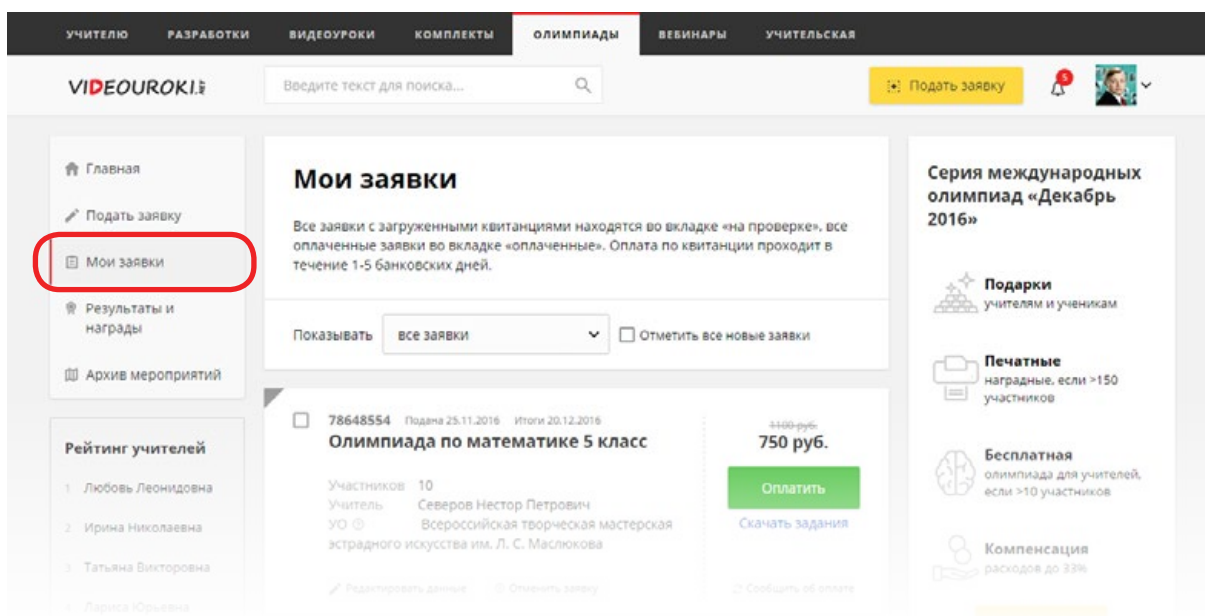 УЧИТЕЛЮ РАЗРАБОТКИ ВИДЕОУРОКИ КОМПЛЕКТЫ ОЛИМПИАДЫ ВЕБИНАРЫ УЧИТЕЛЬСКАЯ
VIDEOUROKI.
Введите текст для поиска...
Подать заявку
5
Главная
Подать заявку
Мои заявки
Результаты и
награды
Архив мероприятий
Рейтинг учителей
1 Любовь Леонидовна
2 Ирина Николаевна
3 Татьяна Викторовна
4 Лариса Юрьевна
Мои заявки
Все заявки с загруженными квитанциями находятся во вкладке «на проверке», все
оплаченные заявки во вкладке «оплаченные». Оплата по квитанции проходит в
течение 1-5 банковских дней.
Показывать все заявки Отметить все новые заявки
78648554 Подана 25.11.2016 Итоги 20.12.2016
Олимпиада по математике 5 класс
Участников 10
Учитель Северов Нестор Петрович
УО Всероссийская творческая мастерская
эстрадного искусства им. Л. С. Маслюкова
Редактировать данные Отменить заявку
1100 руб.
750 руб.
Оплатить
Скачать задания
Сообщить об оплате
Серия международных
олимпиад «Декабрь
2016»
Подарки
учителям и ученикам
Печатные
наградные, если >150
участников
Бесплатная
олимпиада для учителей,
если >10 участников
Компенсация
расходов до 33%